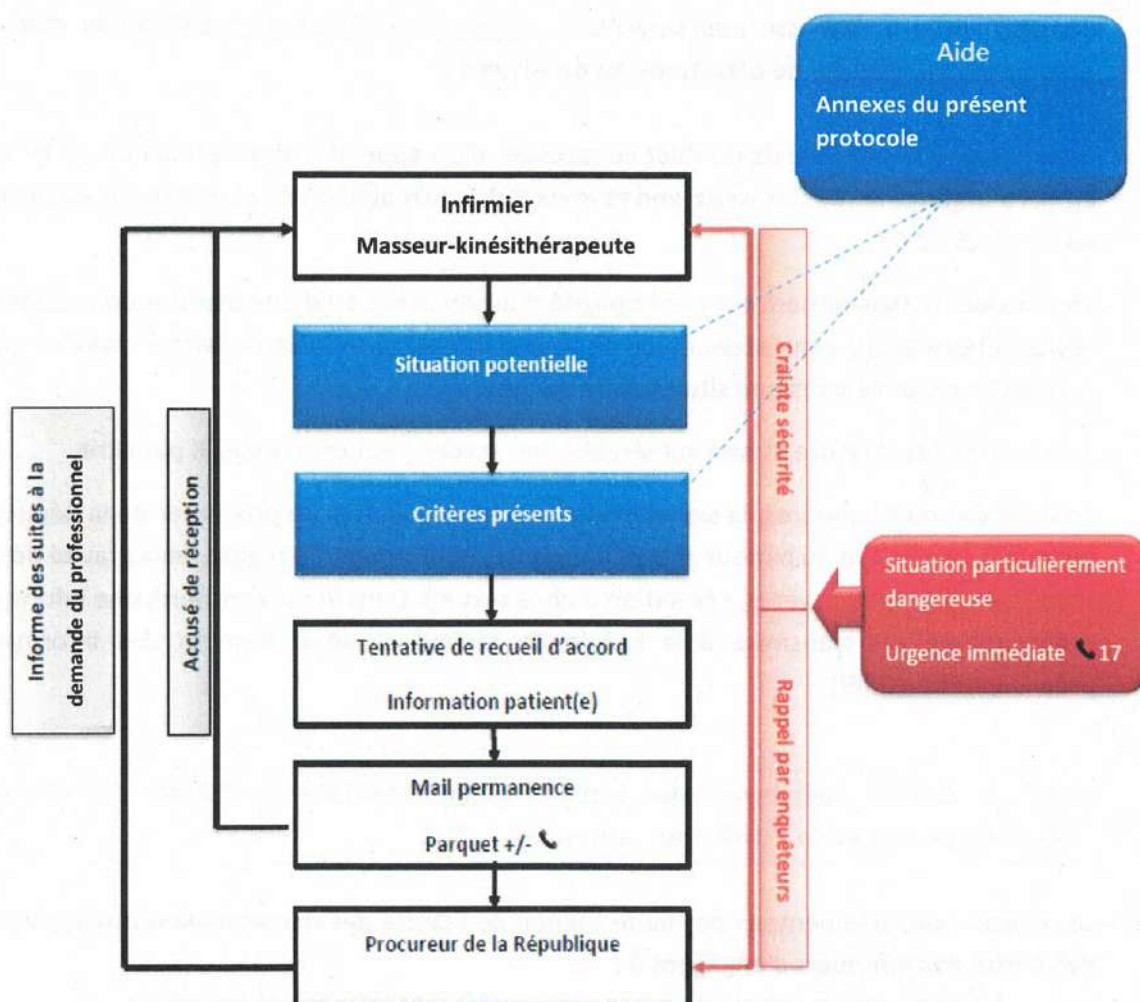 Aide
Annexes du présent
protocole
Infirmier
Masseur-kinésithérapeute
Situation potentielle
Critères présents
Tentative de recueil d'accord
Information patient(e)
Mail permanence
Parquet +/-
Procureur de la République
Informe des suites à la
demande du professionnel
Accusé de réception
Crainte sécurité
Rappel par enquêteurs
Situation particulièrement
dangereuse
Urgence immédiate 17